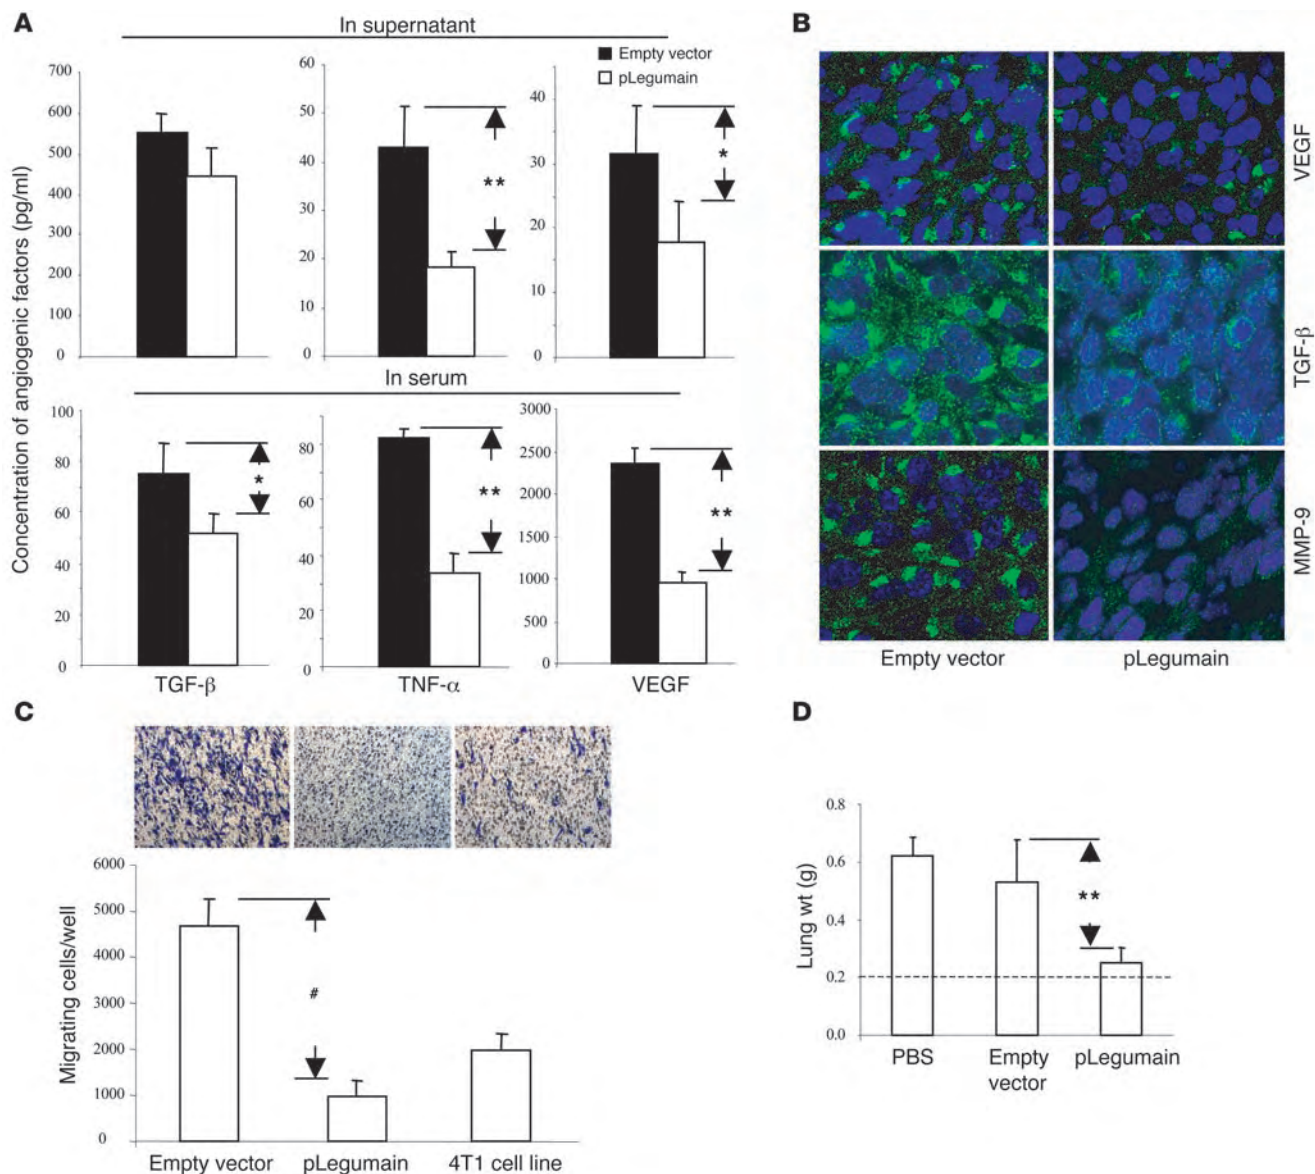 A
In supernatant
Empty vector
pLegumain
Concentration of angiogenic factors (pg/ml)
700
600
500
400
300
200
100
0
60
50
40
30
20
10
0
**
40
30
20
10
0
*
In serum
100
80
60
40
20
0
*
TGF-β
80
60
40
20
0
**
TNF-α
3000
2500
2000
1500
1000
500
0
**
VEGF
B
VEGF
TGF-β
MMP-9
Empty vector
pLegumain
C
Migrating cells/well
6000
5000
4000
3000
2000
1000
0
#
Empty vector
pLegumain
4T1 cell line
D
Lung wt (g)
0.8
0.6
0.4
0.2
0.0
**
PBS
Empty
vector
pLegumain